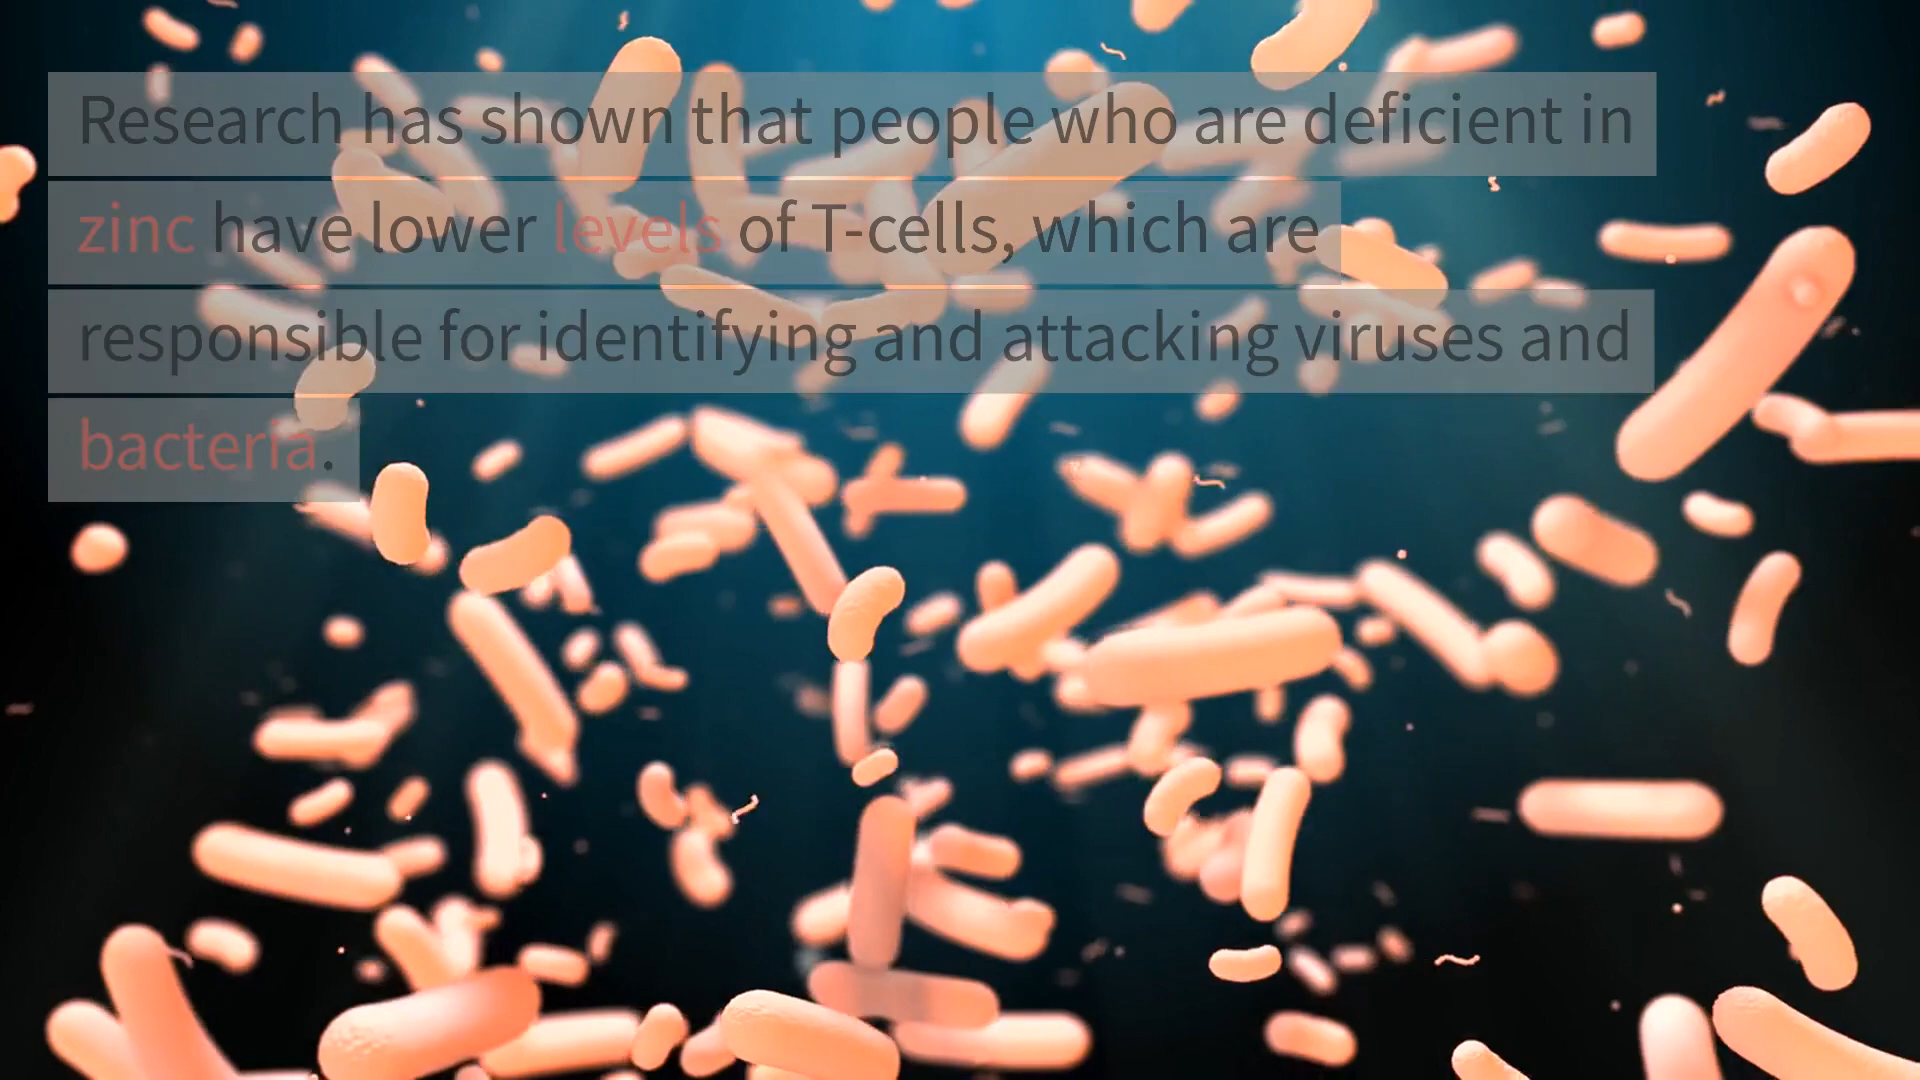 Research has shown that people who are deficient in
zinc have lower levels of T-cells, which are
responsible for identifying and attacking viruses and
bacteria.